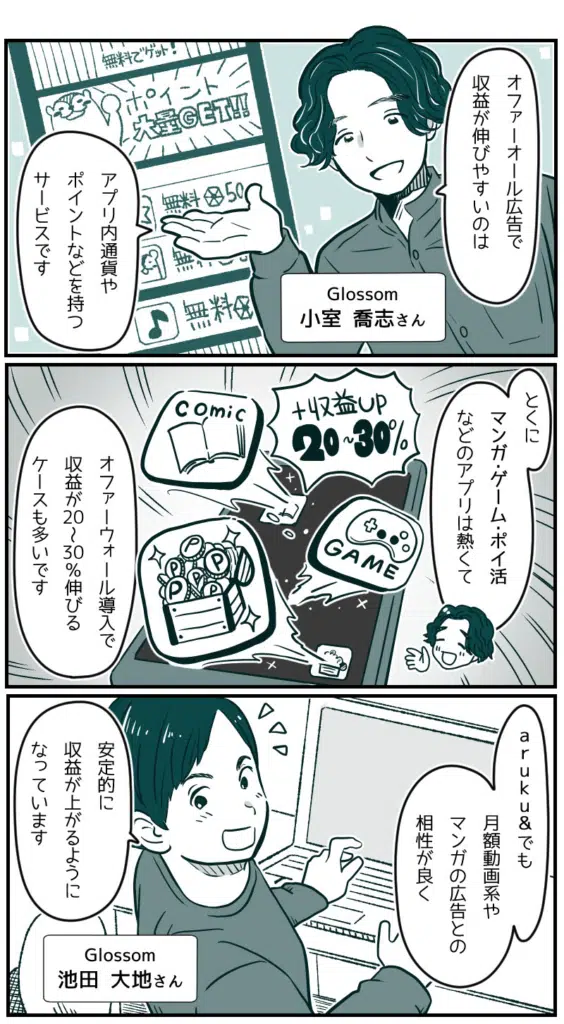 オファーオール広告で
収益が伸びやすいのは
無料でゲット!
ポイント
大量GET!!
無料 50
無料
無料
アプリ内通貨や
ポイントなどを持つ
サービスです
Glossom
小室 喬志さん
とくに
マンガ・ゲーム・ポイ活
などのアプリは熱くて
+収益UP
20~30%
COMIC
GAME
P P P P P P
オファーウォール導入で
収益が20~30%伸びる
ケースも多いです
aruku&でも
月額動画系や
マンガの広告との
相性が良く
安定的に
収益が上がるように
なっています
Glossom
池田 大地さん